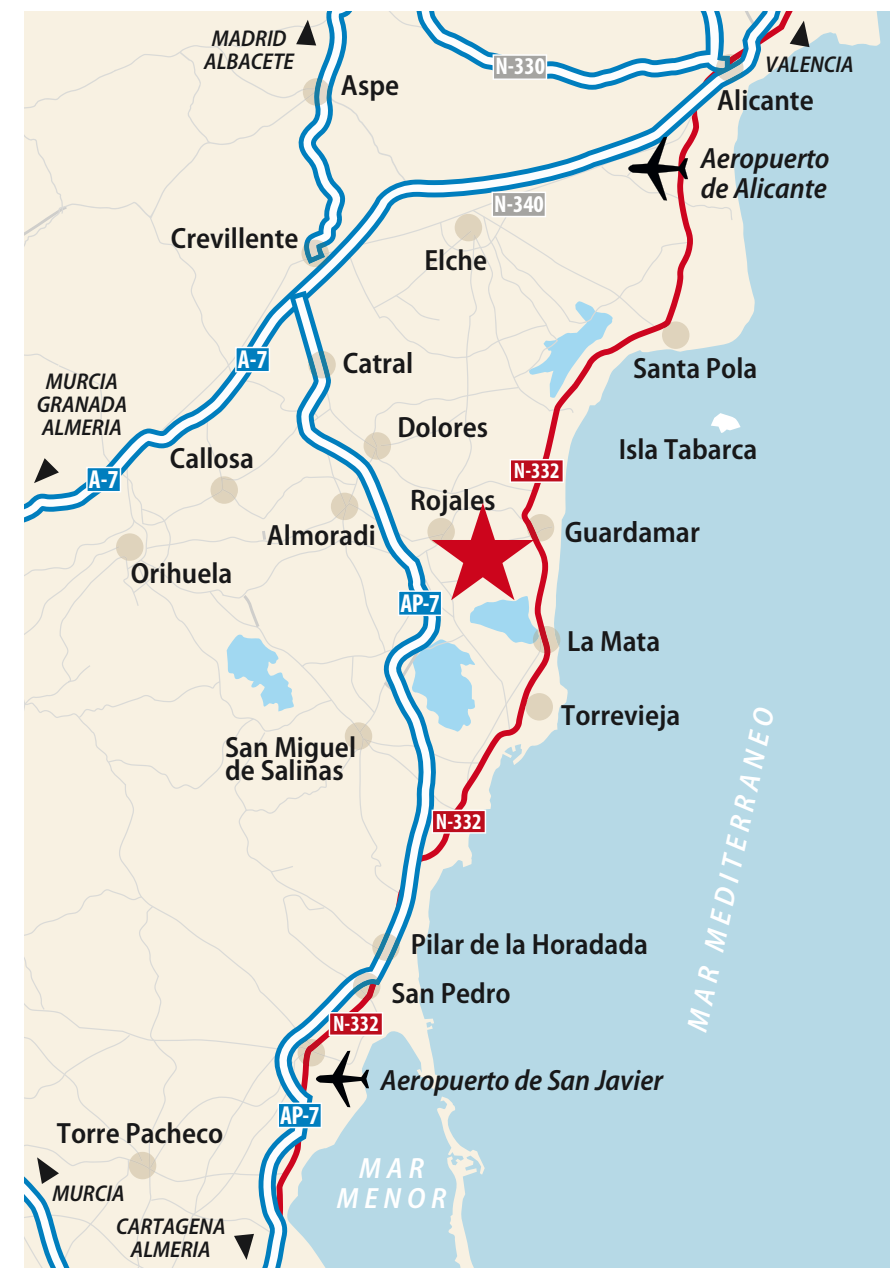 MADRID
ALBACETE
VALENCIA
N-330
Aspe
Alicante
Aeropuerto
de Alicante
N-340
Crevillente
Elche
A-7
Catral
Santa Pola
MURCIA
GRANADA
ALMERIA
Dolores
Isla Tabarca
Callosa
N-332
A-7
Rojales
Almoradi
Guardamar
Orihuela
AP-7
La Mata
Torrevieja
San Miguel
de Salinas
MAR MEDITERRANEO
N-332
Pilar de la Horadada
San Pedro
N-332
Aeropuerto de San Javier
AP-7
Torre Pacheco
MAR
MENOR
MURCIA
CARTAGENA
ALMERIA